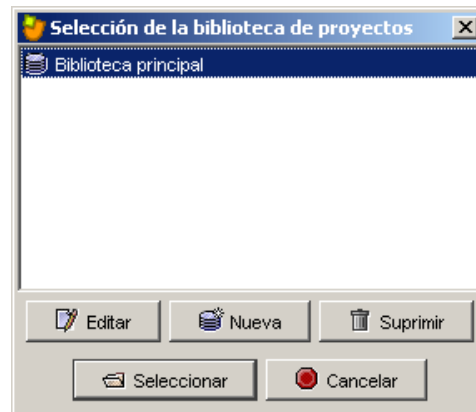 Selección de la biblioteca de proyectos
Biblioteca principal
Editar Nueva Suprimir
Seleccionar Cancelar